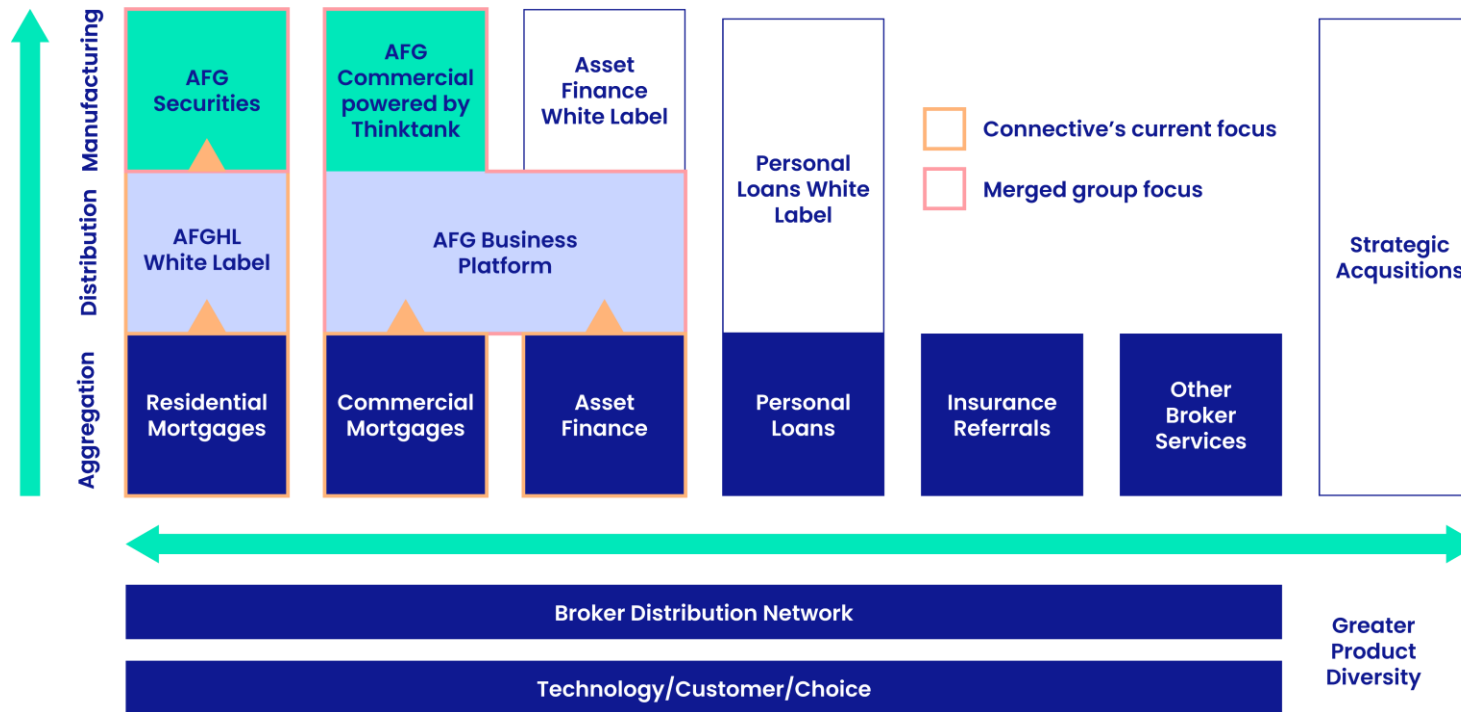 Manufacturing
Distribution
Aggregation
AFG
Securities
AFG
Commercial
powered by
Thinktank
Asset
Finance
White Label
Personal
Loans White
Label
Connective's current focus
Merged group focus
Strategic
Acqusitions
AFGHL
White Label
AFG Business
Platform
Residential
Mortgages
Commercial
Mortgages
Asset
Finance
Personal
Loans
Insurance
Referrals
Other
Broker
Services
Broker Distribution Network
Technology/Customer/Choice
Greater
Product
Diversity